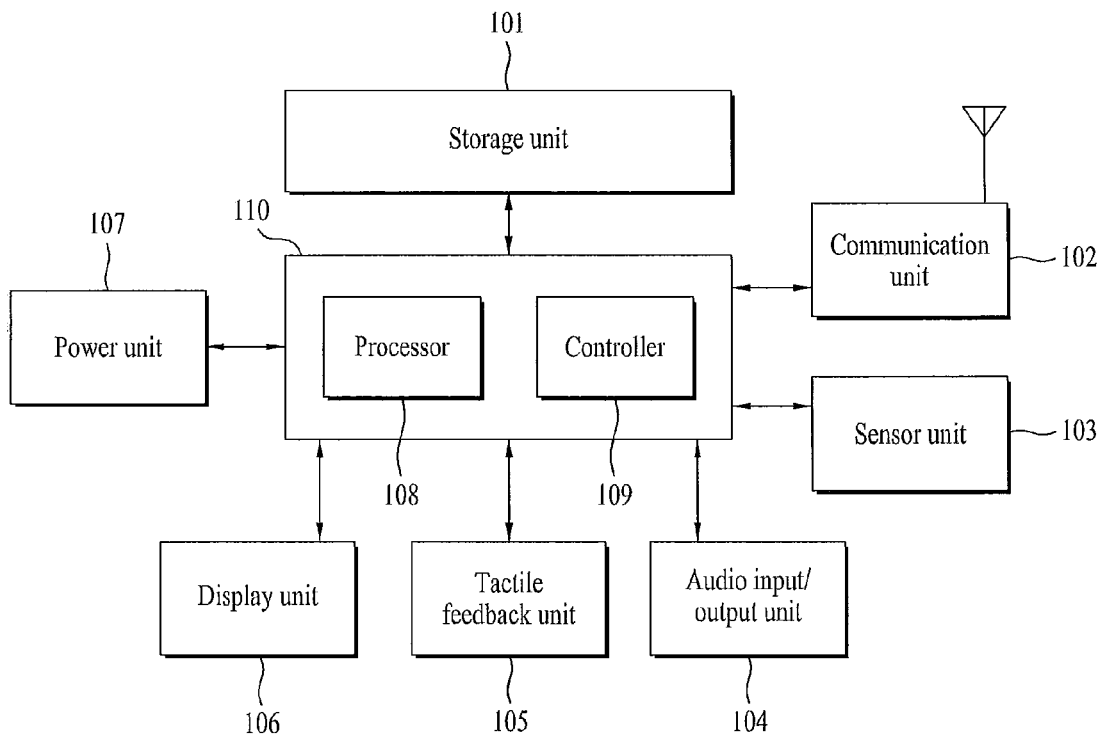 101
Storage unit
107
110
Communication
unit
102
Power unit
Processor
Controller
Sensor unit
103
108
109
Display unit
Tactile
feedback unit
Audio input/
output unit
106
105
104